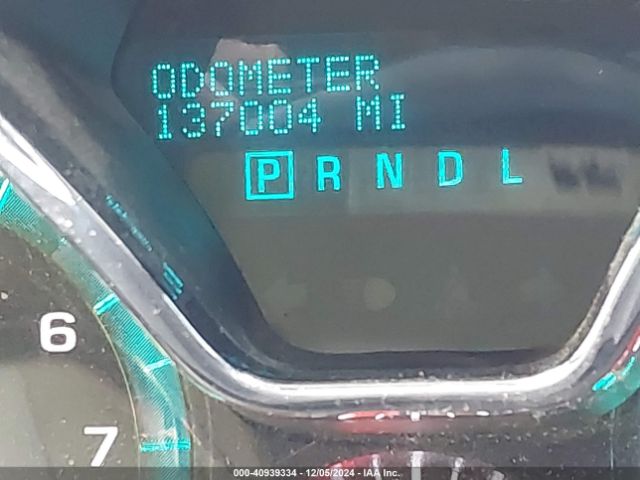 ODOMETER
137004 MI
P R N D L
6
7
000-40939334 - 12/05/2024 - IAA Inc.